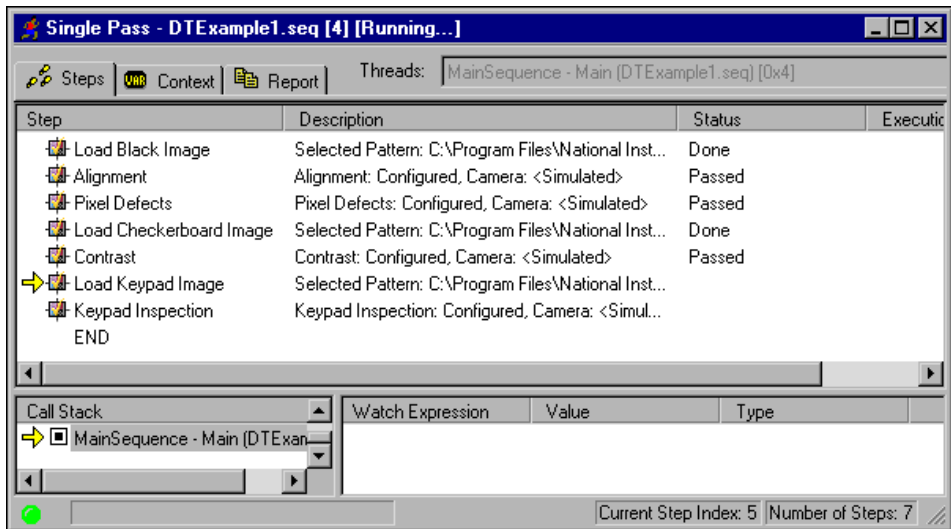 Single Pass - DTExample1.seq [4] [Running...]
Steps VAR Context Report Threads: MainSequence - Main (DTExample1.seq) [0x4]
Step Description Status Executio
Load Black Image Selected Pattern: C:\Program Files\National Inst... Done
Alignment Alignment: Configured, Camera: <Simulated> Passed
Pixel Defects Pixel Defects: Configured, Camera: <Simulated> Passed
Load Checkerboard Image Selected Pattern: C:\Program Files\National Inst... Done
Contrast Contrast: Configured, Camera: <Simulated> Passed
Load Keypad Image Selected Pattern: C:\Program Files\National Inst...
Keypad Inspection Keypad Inspection: Configured, Camera: <Simul...
END
Call Stack Watch Expression Value Type
MainSequence - Main (DTExan
Current Step Index: 5 Number of Steps: 7